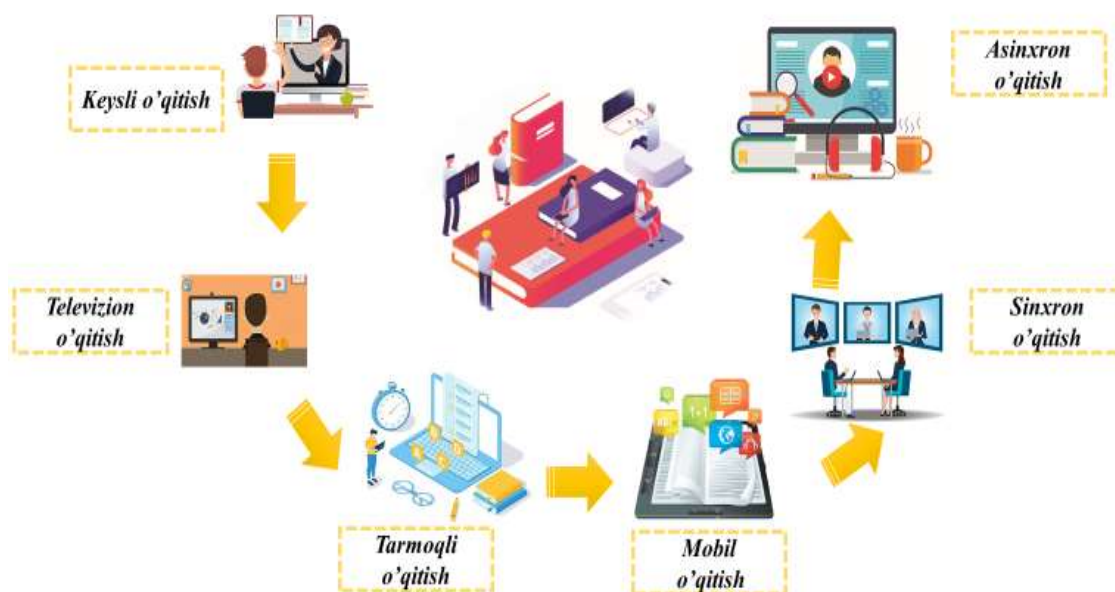 Keysli o'qitish
Televizion
o'qitish
Tarmoqli
o'qitish
Mobil
o'qitish
Sinxron
o'qitish
Asinxron
o'qitish